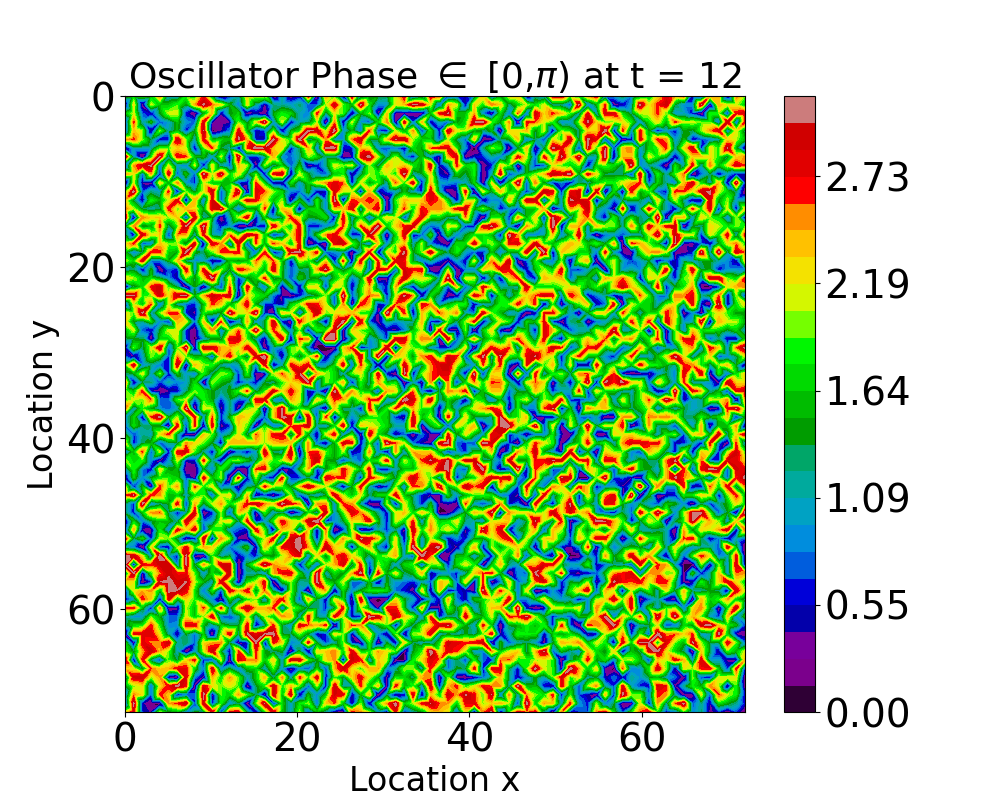 Oscillator Phase ∈ [0,π) at t = 12
Location y
0
20
40
60
0 20 40 60
Location x
2.73
2.19
1.64
1.09
0.55
0.00